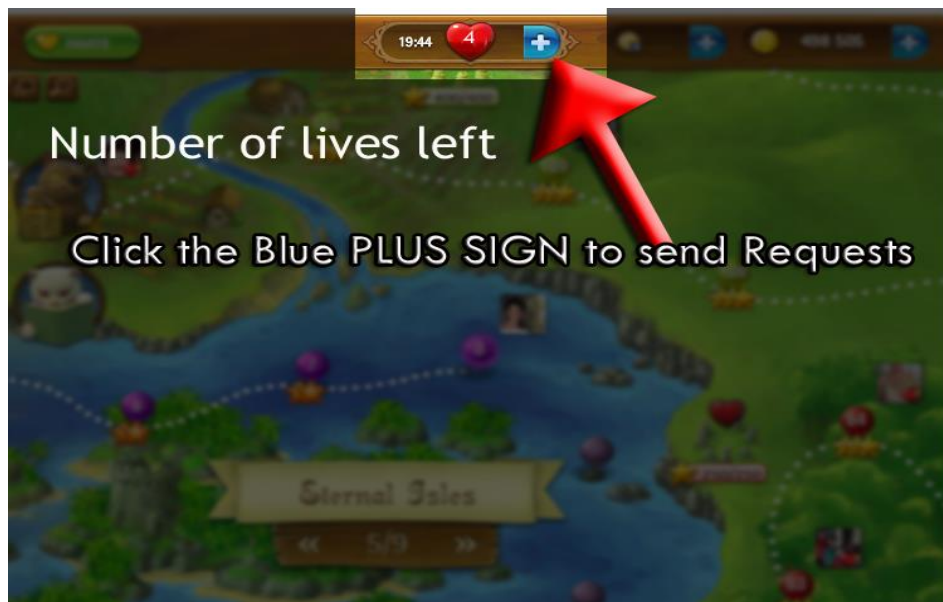 19:44 4
Number of lives left
Click the Blue PLUS SIGN to send Requests
Eternal Isles
5/9